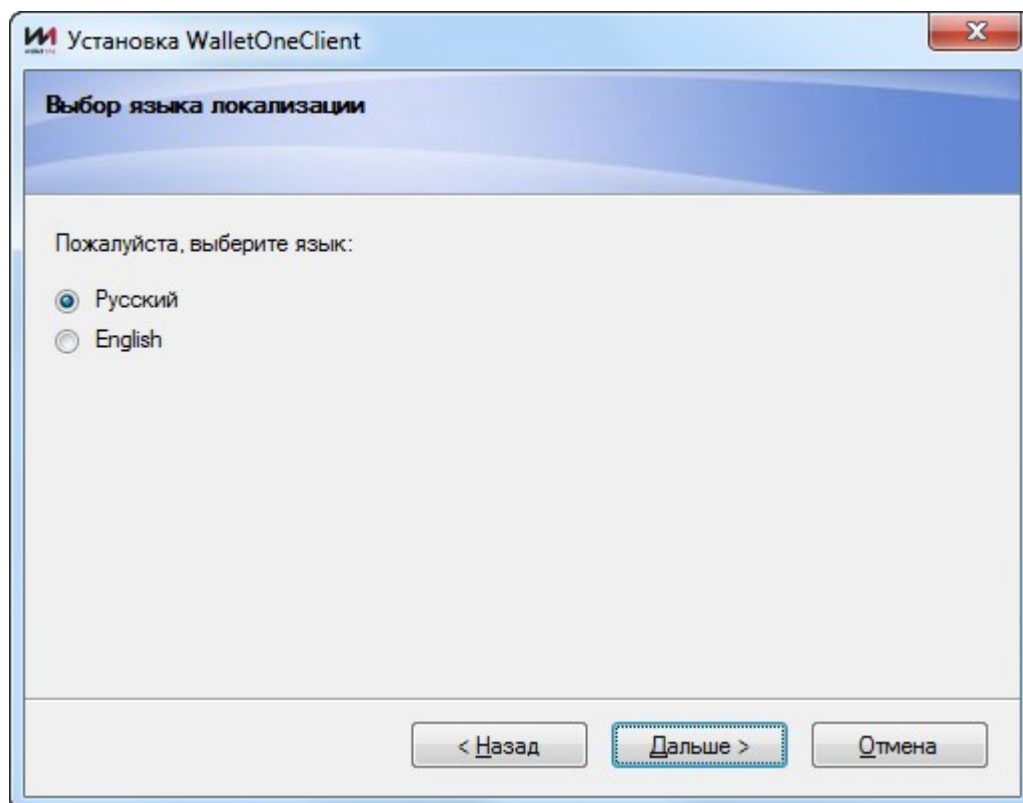 Установка WalletOneClient
Выбор языка локализации
Пожалуйста, выберите язык:
Русский
English
< Назад
Дальше >
Отмена